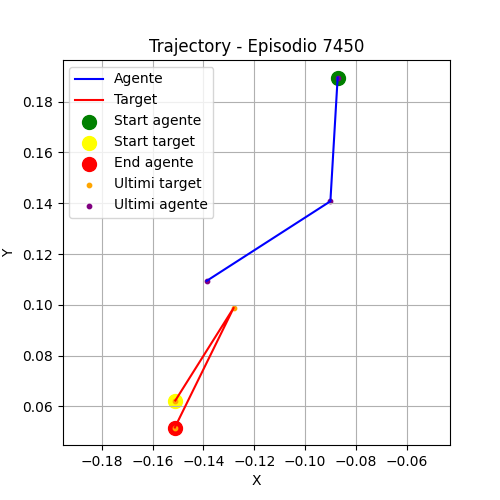 Trajectory - Episodio 7450
Agente
Target
Start agente
Start target
End agente
Ultimi target
Ultimi agente
Y
0.18
0.16
0.14
0.12
0.10
0.08
0.06
−0.18 −0.16 −0.14 −0.12 −0.10 −0.08 −0.06
X